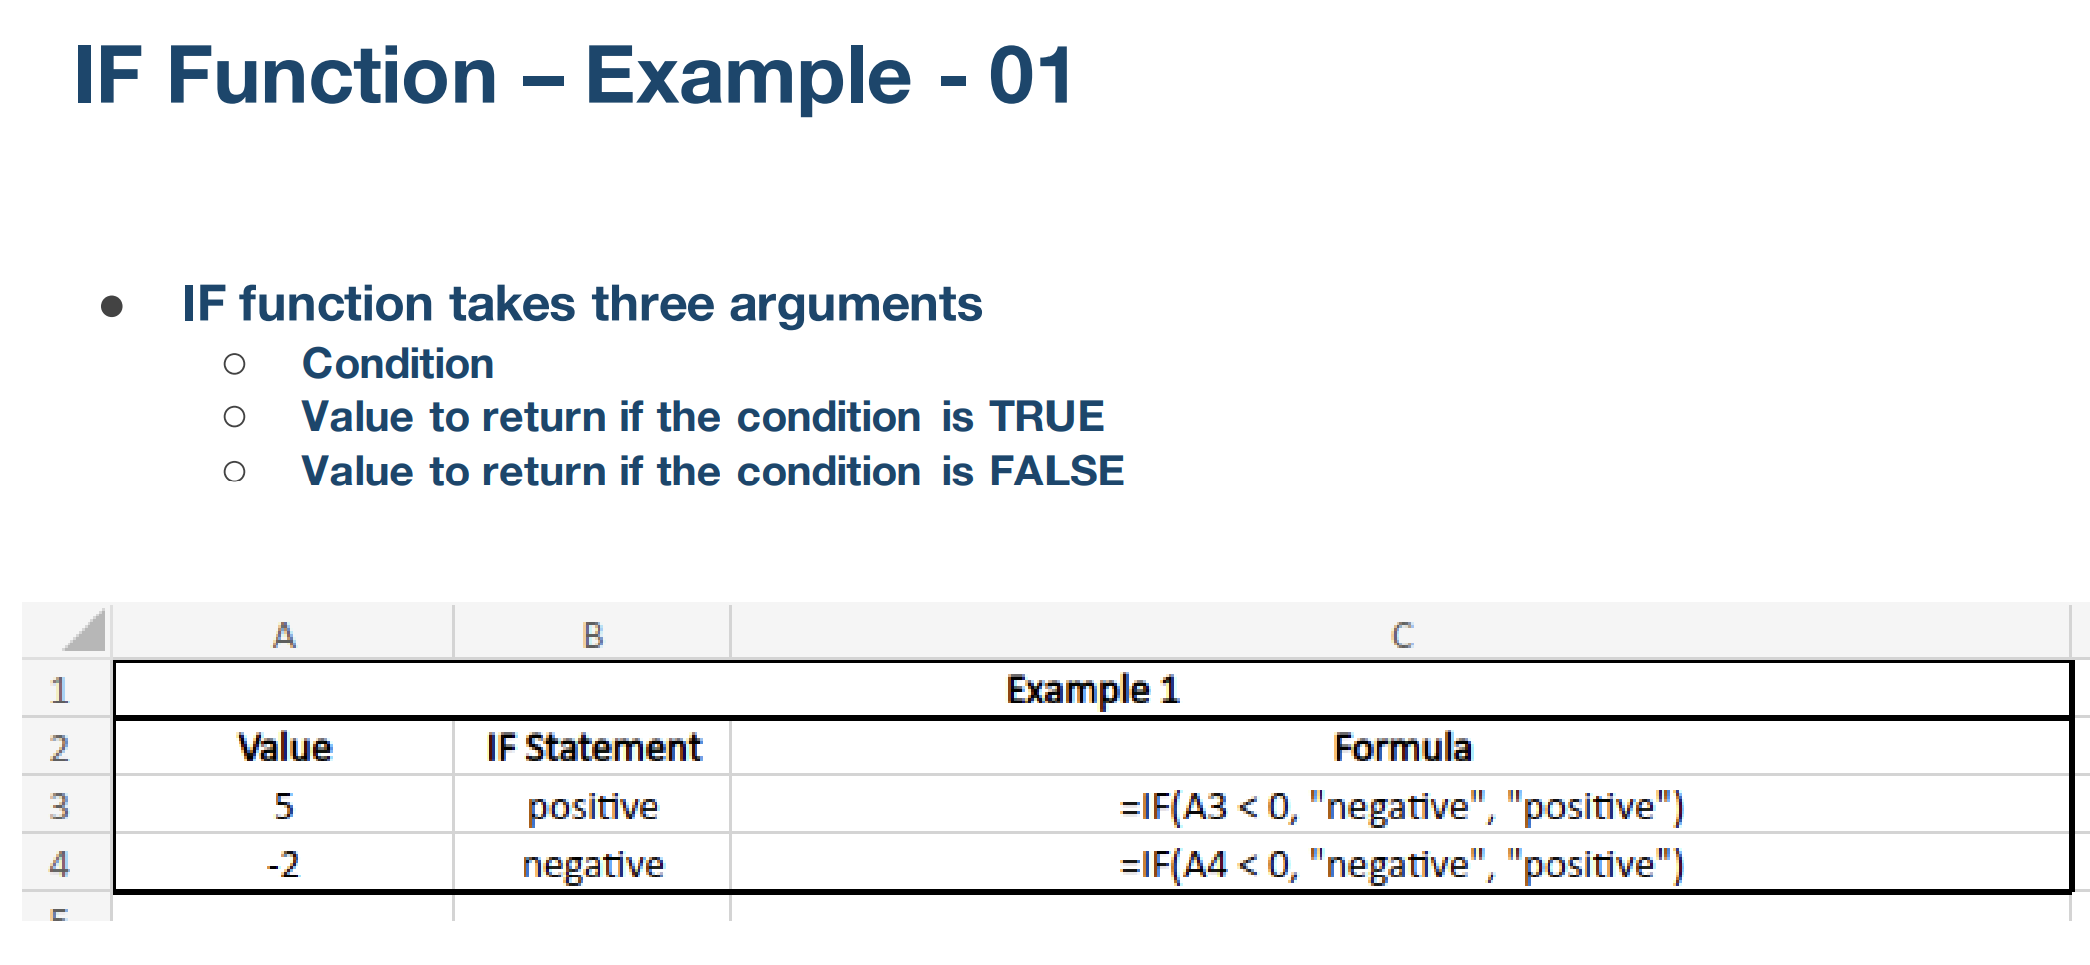 IF Function – Example - 01
● IF function takes three arguments
○ Condition
○ Value to return if the condition is TRUE
○ Value to return if the condition is FALSE
A B C
1 Example 1
2 Value IF Statement Formula
3 5 positive =IF(A3 < 0, "negative", "positive")
4 -2 negative =IF(A4 < 0, "negative", "positive")